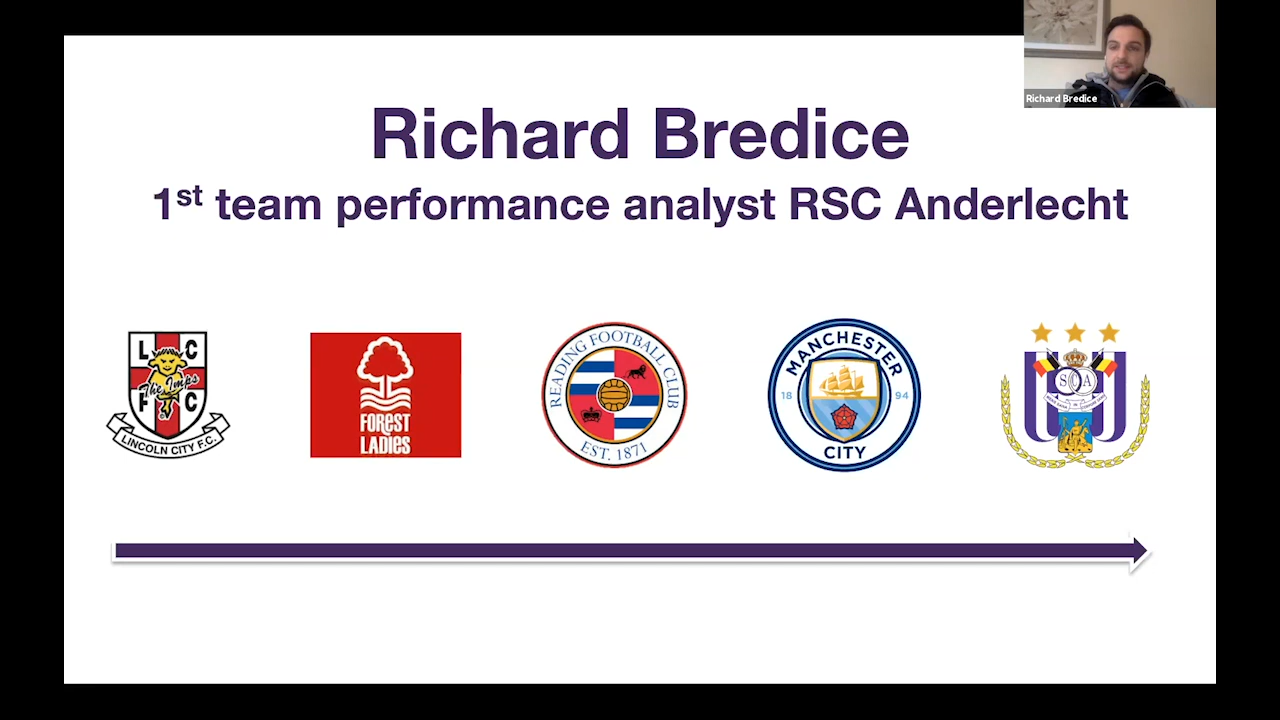 Richard Bredice
Richard Bredice
1st team performance analyst RSC Anderlecht
L C
The Imps
F C
LINCOLN CITY F.C.
FOREST
LADIES
READING FOOTBALL CLUB
EST. 1871
MANCHESTER
18 94
CITY
SCA